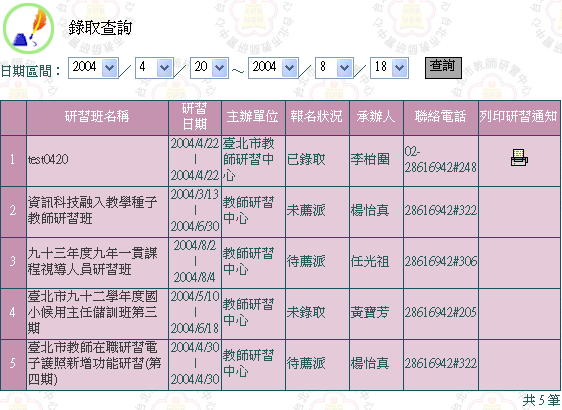 錄取查詢
日期區間： 2004 ／ 4 ／ 20 ～ 2004 ／ 8 ／ 18 查詢
研習班名稱 研習日期 主辦單位 報名狀況 承辦人 聯絡電話 列印研習通知
1 test0420 2004/4/22 | 2004/4/22 臺北市教師研習中心 已錄取 李柏圍 02-28616942#248
2 資訊科技融入教學種子教師研習班 2004/3/13 | 2004/6/30 教師研習中心 未薦派 楊怡真 28616942#322
3 九十三年度九年一貫課程視導人員研習班 2004/8/2 | 2004/8/4 教師研習中心 待薦派 任光祖 28616942#306
4 臺北市九十二學年度國小候用主任儲訓班第三期 2004/5/10 | 2004/6/18 教師研習中心 未錄取 黃寶芳 28616942#205
5 臺北市教師在職研習電子護照新增功能研習(第四期) 2004/4/30 | 2004/4/30 教師研習中心 待薦派 楊怡真 28616942#322
共 5 筆